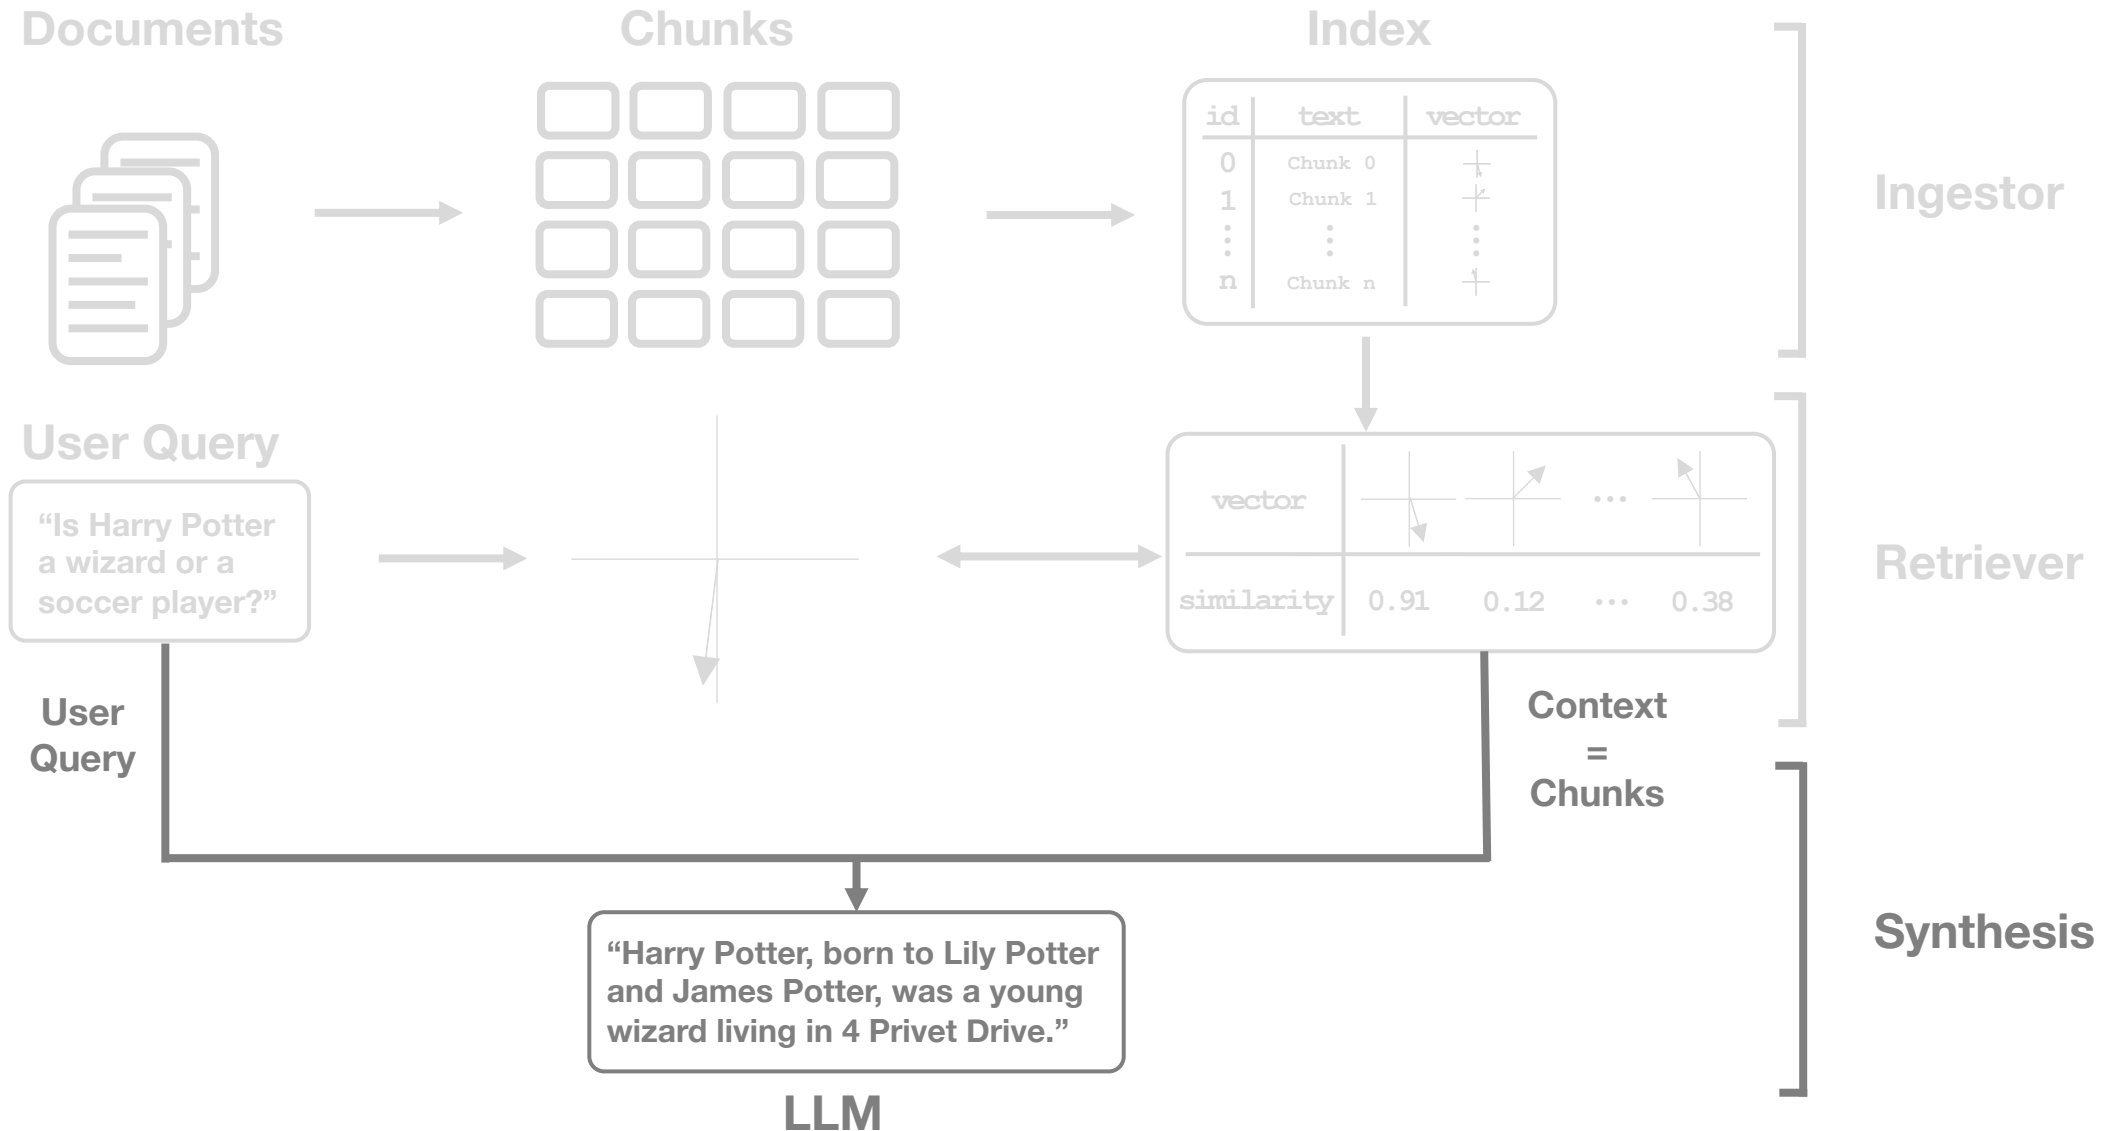 Documents
Chunks
Index
id text vector
0 Chunk 0
1 Chunk 1
n Chunk n
Ingestor
User Query
“Is Harry Potter
a wizard or a
soccer player?”
vector
...
similarity 0.91 0.12 ... 0.38
Retriever
User
Query
Context
=
Chunks
“Harry Potter, born to Lily Potter
and James Potter, was a young
wizard living in 4 Privet Drive.”
LLM
Synthesis